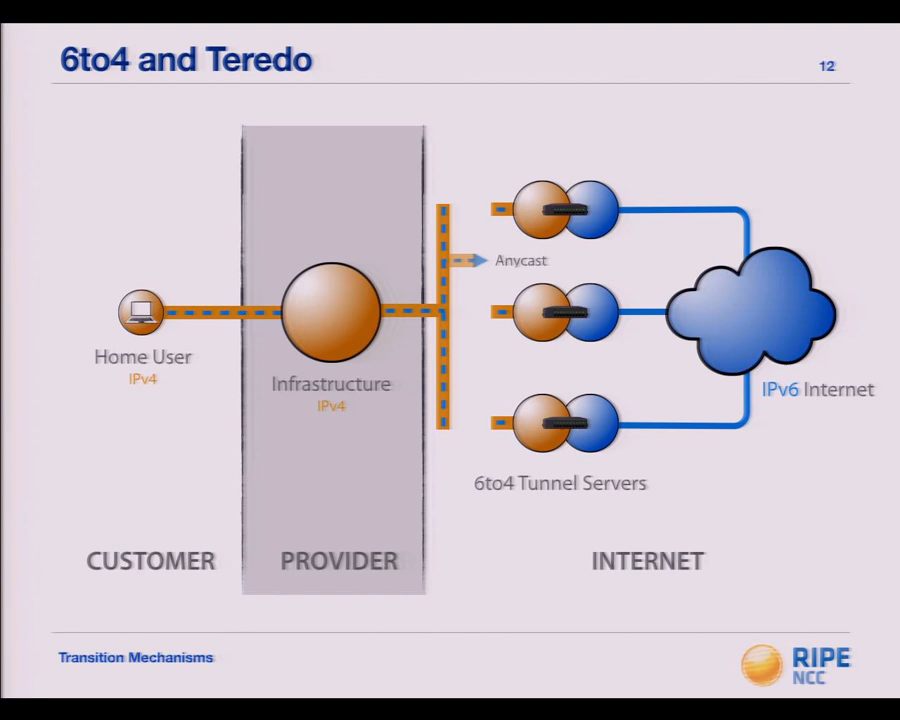 6to4 and Teredo
12
Anycast
Home User
IPv4
Infrastructure
IPv4
IPv6 Internet
6to4 Tunnel Servers
CUSTOMER
PROVIDER
INTERNET
Transition Mechanisms
RIPE
NCC